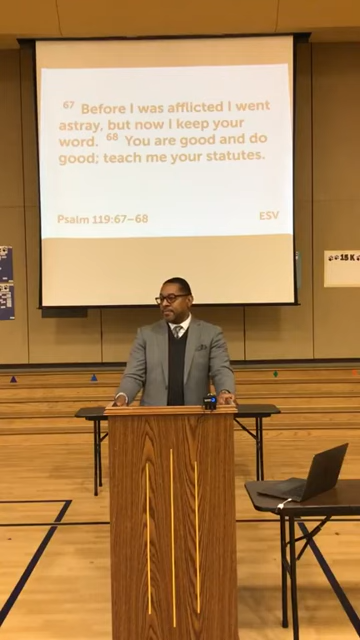 67 Before I was afflicted I went
astray, but now I keep your
word. 68 You are good and do
good; teach me your statutes.
Psalm 119:67–68 ESV
15 K